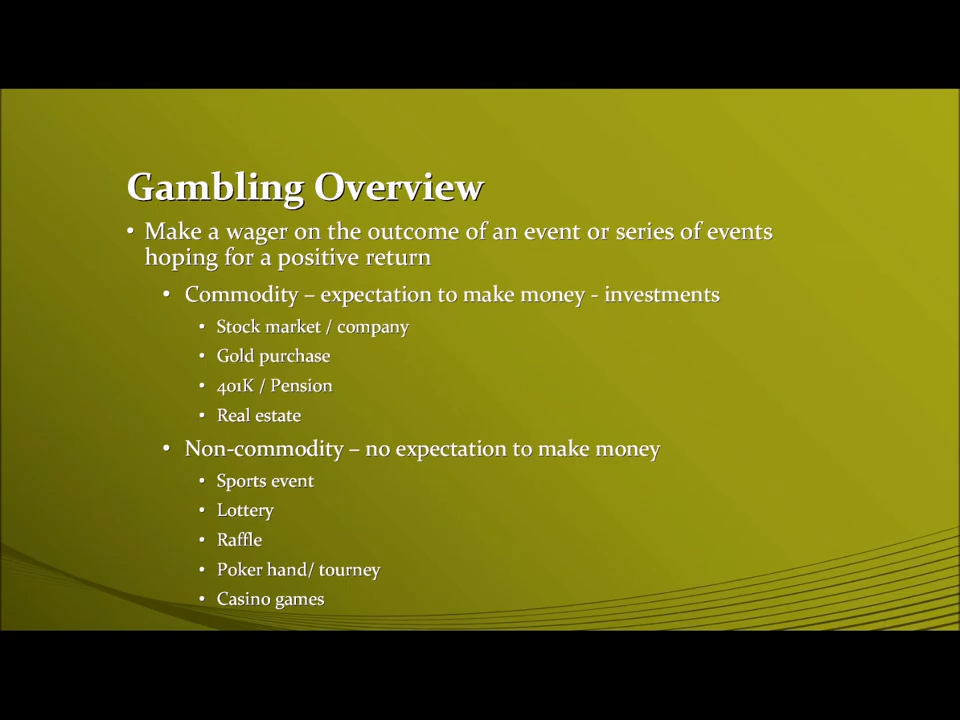 Gambling Overview
• Make a wager on the outcome of an event or series of events
hoping for a positive return
• Commodity – expectation to make money - investments
• Stock market / company
• Gold purchase
• 401K / Pension
• Real estate
• Non-commodity – no expectation to make money
• Sports event
• Lottery
• Raffle
• Poker hand/ tourney
• Casino games